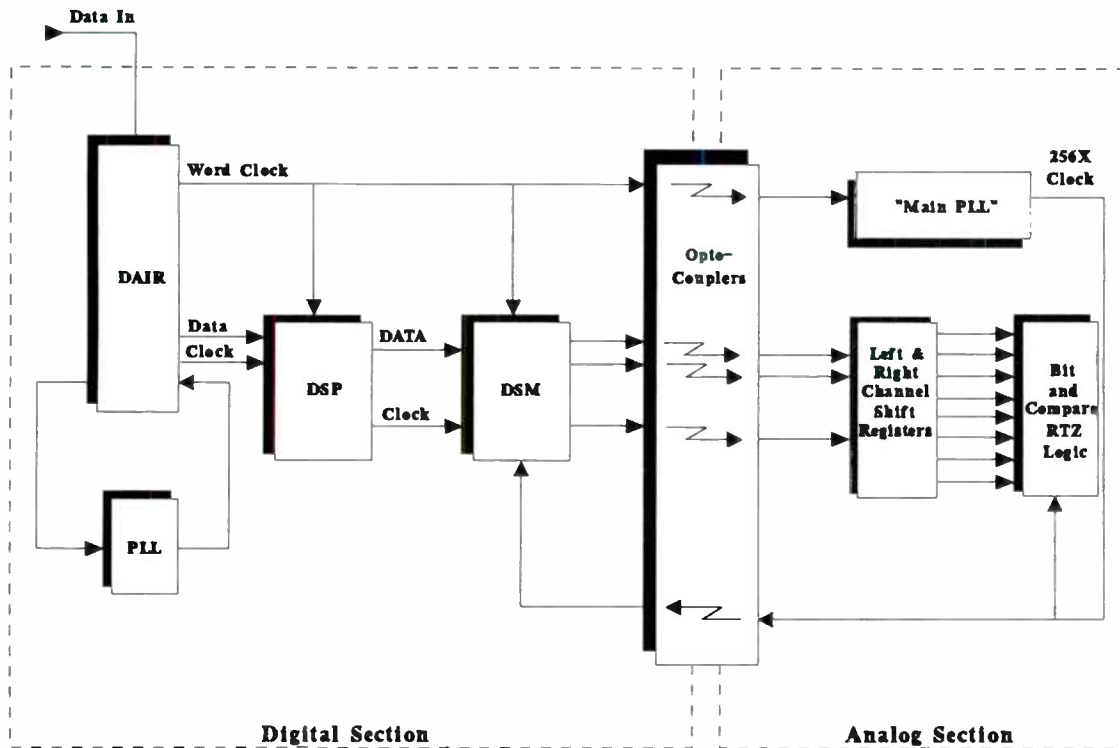 Data In
Word Clock
256X
Clock
"Main PLL"
DAIR
Opto-
Couplers
Data
Clock
DSP
DATA
Clock
DSM
Left &
Right
Channel
Shift
Registers
Bit
and
Compare
RTZ
Logic
PLL
Digital Section
Analog Section